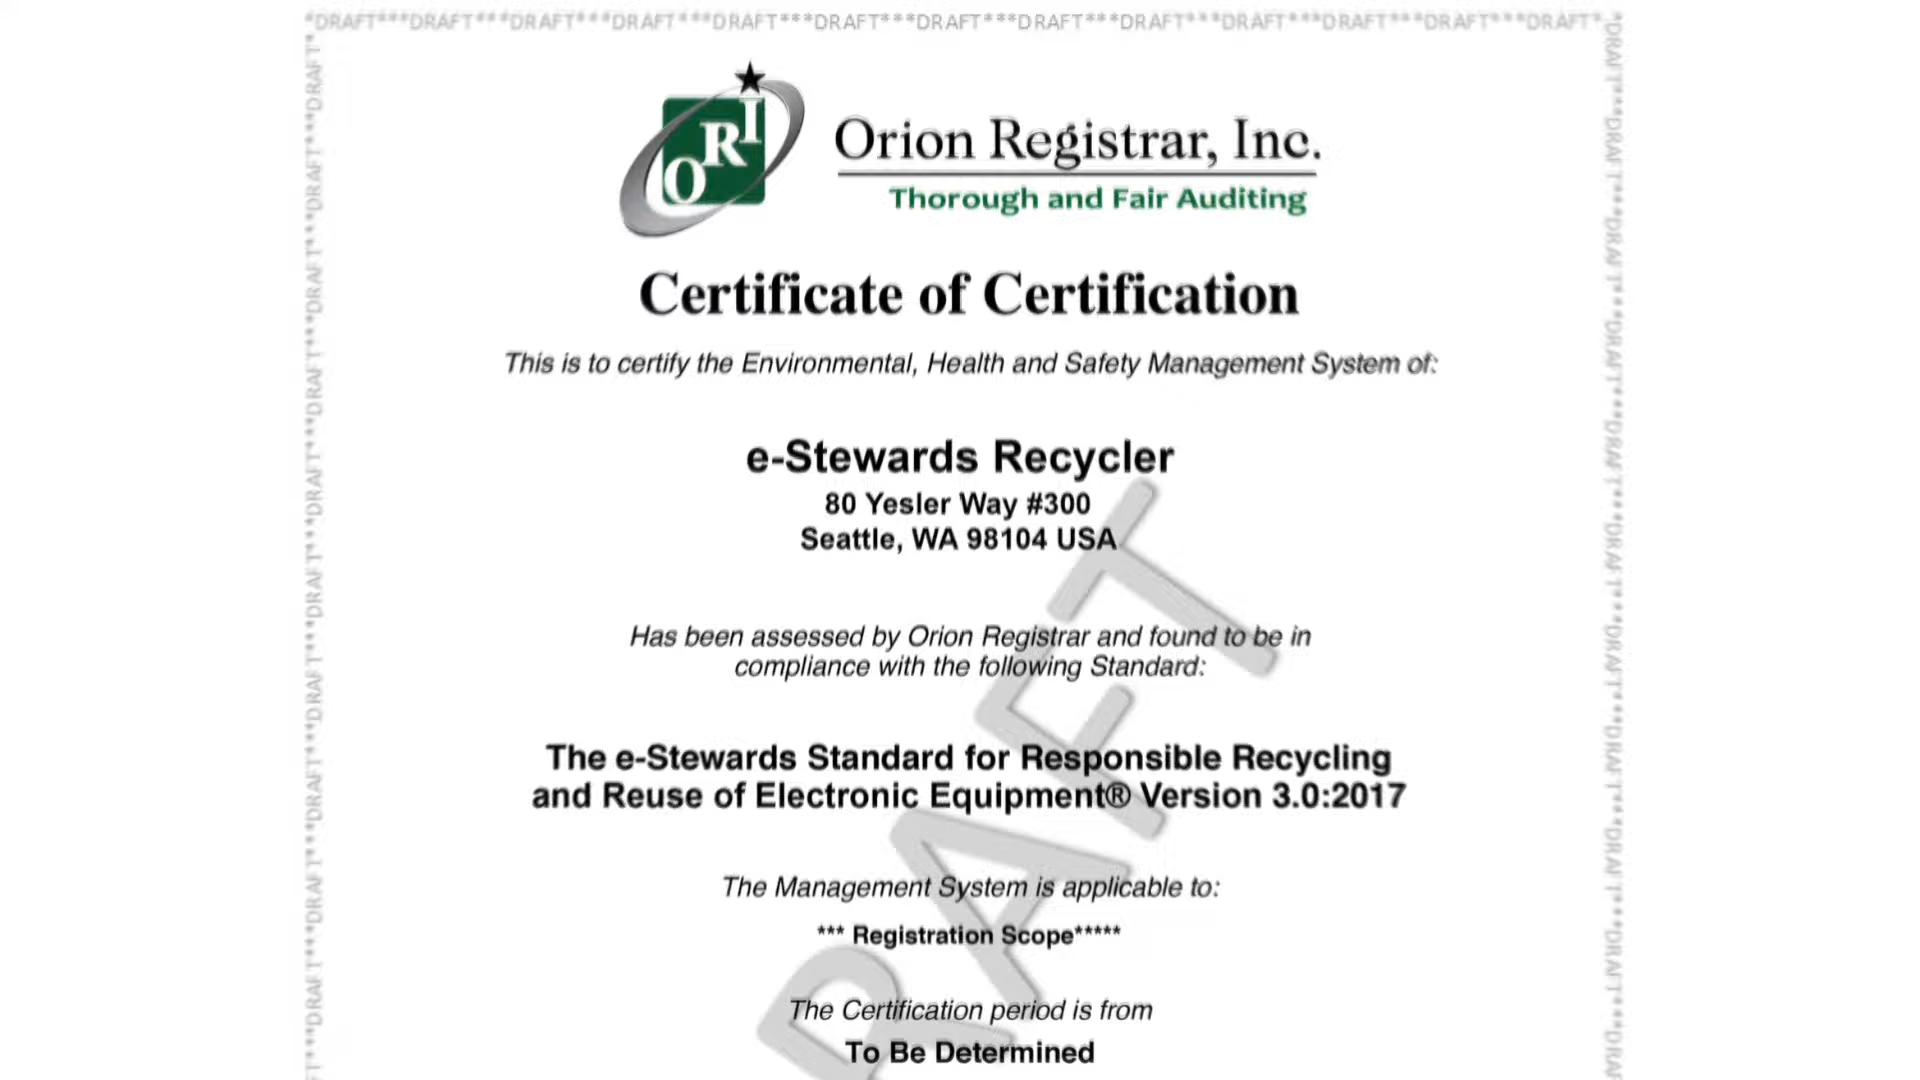 *DRAFT***DRAFT***DRAFT***DRAFT***DRAFT***DRAFT***DRAFT***DRAFT***DRAFT***DRAFT***DRAFT***DRAFT***DRAFT*
ORI
Orion Registrar, Inc.
Thorough and Fair Auditing
Certificate of Certification
This is to certify the Environmental, Health and Safety Management System of:
e-Stewards Recycler
80 Yesler Way #300
Seattle, WA 98104 USA
Has been assessed by Orion Registrar and found to be in
compliance with the following Standard:
The e-Stewards Standard for Responsible Recycling
and Reuse of Electronic Equipment® Version 3.0:2017
The Management System is applicable to:
*** Registration Scope*****
The Certification period is from
To Be Determined
RAFT